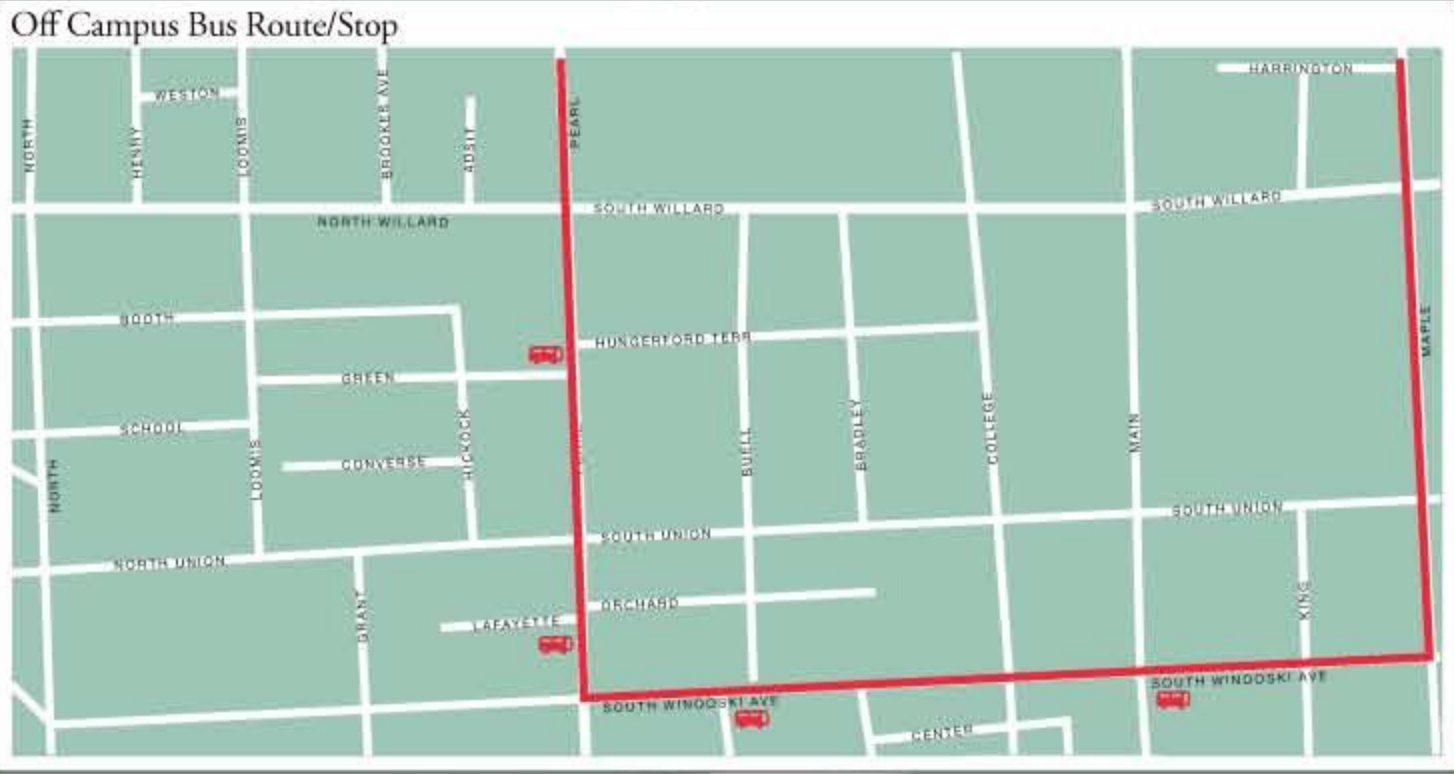 Off Campus Bus Route/Stop
HARRINGTON
WESTON
NORTH
HENNY
LOOMIS
BROOKES AVE
ADSIT
PEARL
SOUTH WILLARD
SOUTH WILLARD
NORTH WILLARD
BOOTH
HUNGERFORD TERR
MAPLE
GREEN
SCHOOL
LOOMIS
HICKOCK
BUELL
BRADLEY
COLLEGE
MAIN
CONVERSE
NORTH
SOUTH UNION
SOUTH UNION
NORTH UNION
GRANT
ORCHARD
KING
LAFAYETTE
SOUTH WINOOSKI AVE
SOUTH WINOOSKI AVE
CENTER